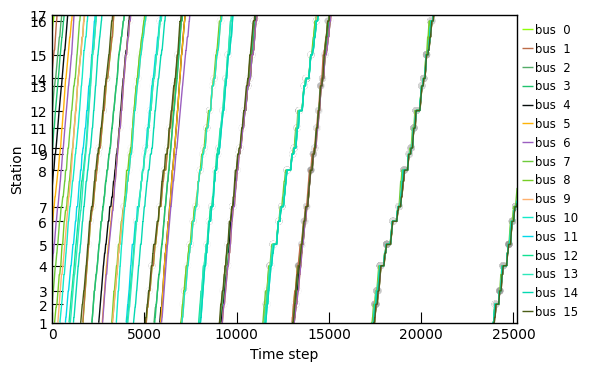 17
16
15
14
13
12
11
10
9
8
7
6
5
4
3
2
1
Station
0 5000 10000 15000 20000 25000
Time step
bus 0
bus 1
bus 2
bus 3
bus 4
bus 5
bus 6
bus 7
bus 8
bus 9
bus 10
bus 11
bus 12
bus 13
bus 14
bus 15